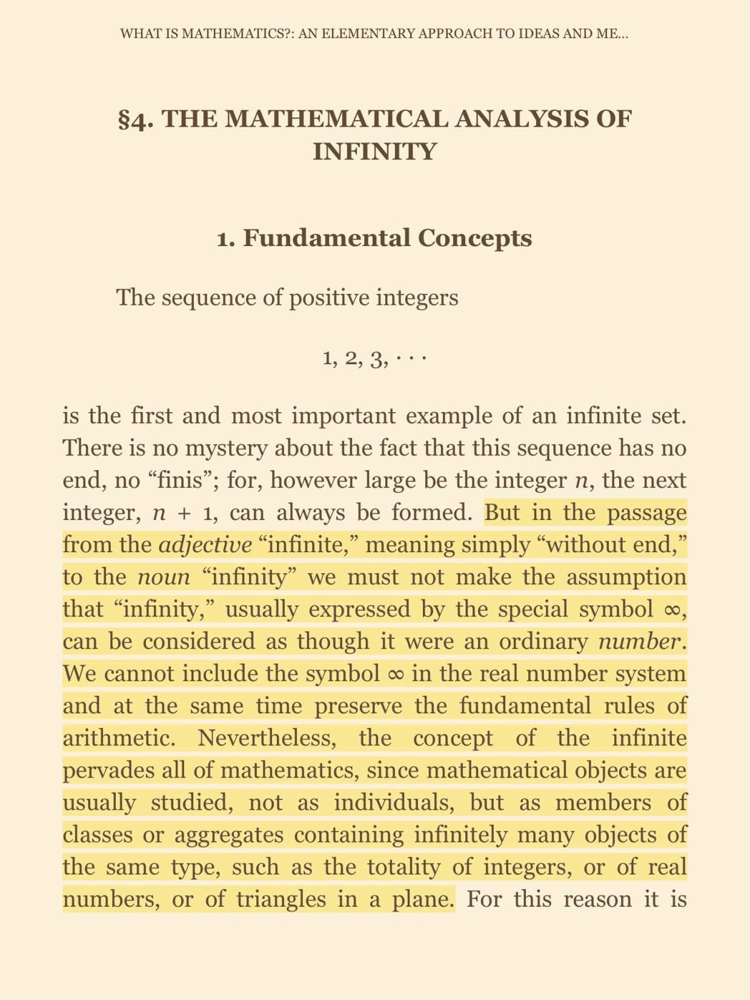 WHAT IS MATHEMATICS?: AN ELEMENTARY APPROACH TO IDEAS AND ME...
§4. THE MATHEMATICAL ANALYSIS OF
INFINITY
1. Fundamental Concepts
The sequence of positive integers
1, 2, 3, · · ·
is the first and most important example of an infinite set.
There is no mystery about the fact that this sequence has no
end, no “finis”; for, however large be the integer n, the next
integer, n + 1, can always be formed. But in the passage
from the adjective “infinite,” meaning simply “without end,”
to the noun “infinity” we must not make the assumption
that “infinity,” usually expressed by the special symbol ∞,
can be considered as though it were an ordinary number.
We cannot include the symbol ∞ in the real number system
and at the same time preserve the fundamental rules of
arithmetic. Nevertheless, the concept of the infinite
pervades all of mathematics, since mathematical objects are
usually studied, not as individuals, but as members of
classes or aggregates containing infinitely many objects of
the same type, such as the totality of integers, or of real
numbers, or of triangles in a plane. For this reason it is